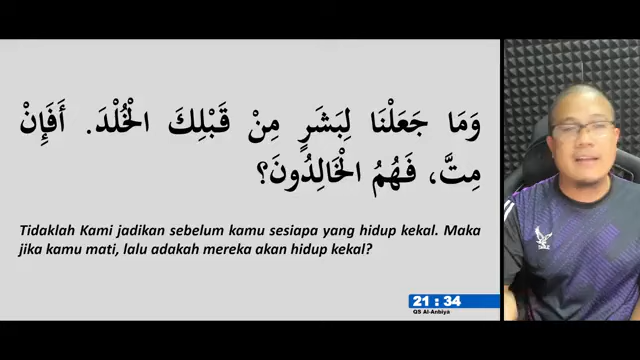 وَمَا جَعَلْنَا لِبَشَرٍ مِنْ قَبْلِكَ الْخُلْدَ. أَفَإِنْ
مِتَّ، فَهُمُ الْخَالِدُونَ؟
Tidaklah Kami jadikan sebelum kamu sesiapa yang hidup kekal. Maka
jika kamu mati, lalu adakah mereka akan hidup kekal?
21 : 34
QS Al-Anbiya